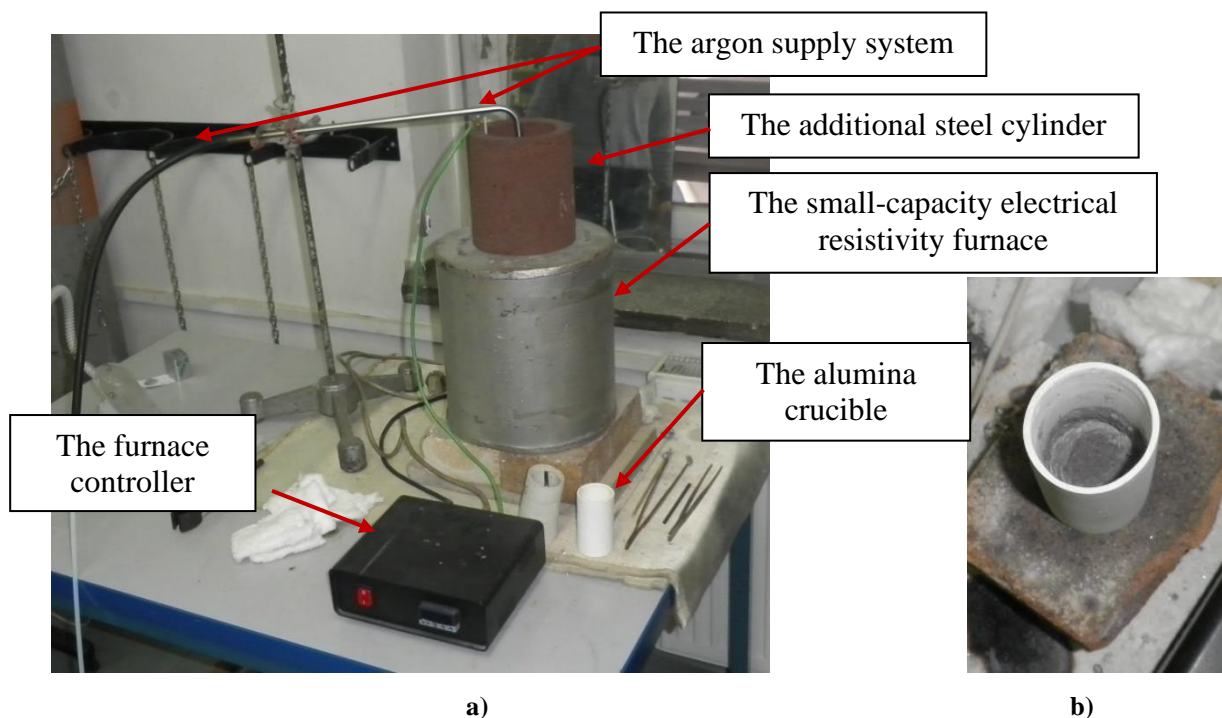 The argon supply system
The additional steel cylinder
The small-capacity electrical
resistivity furnace
The alumina
crucible
The furnace
controller
a)
b)